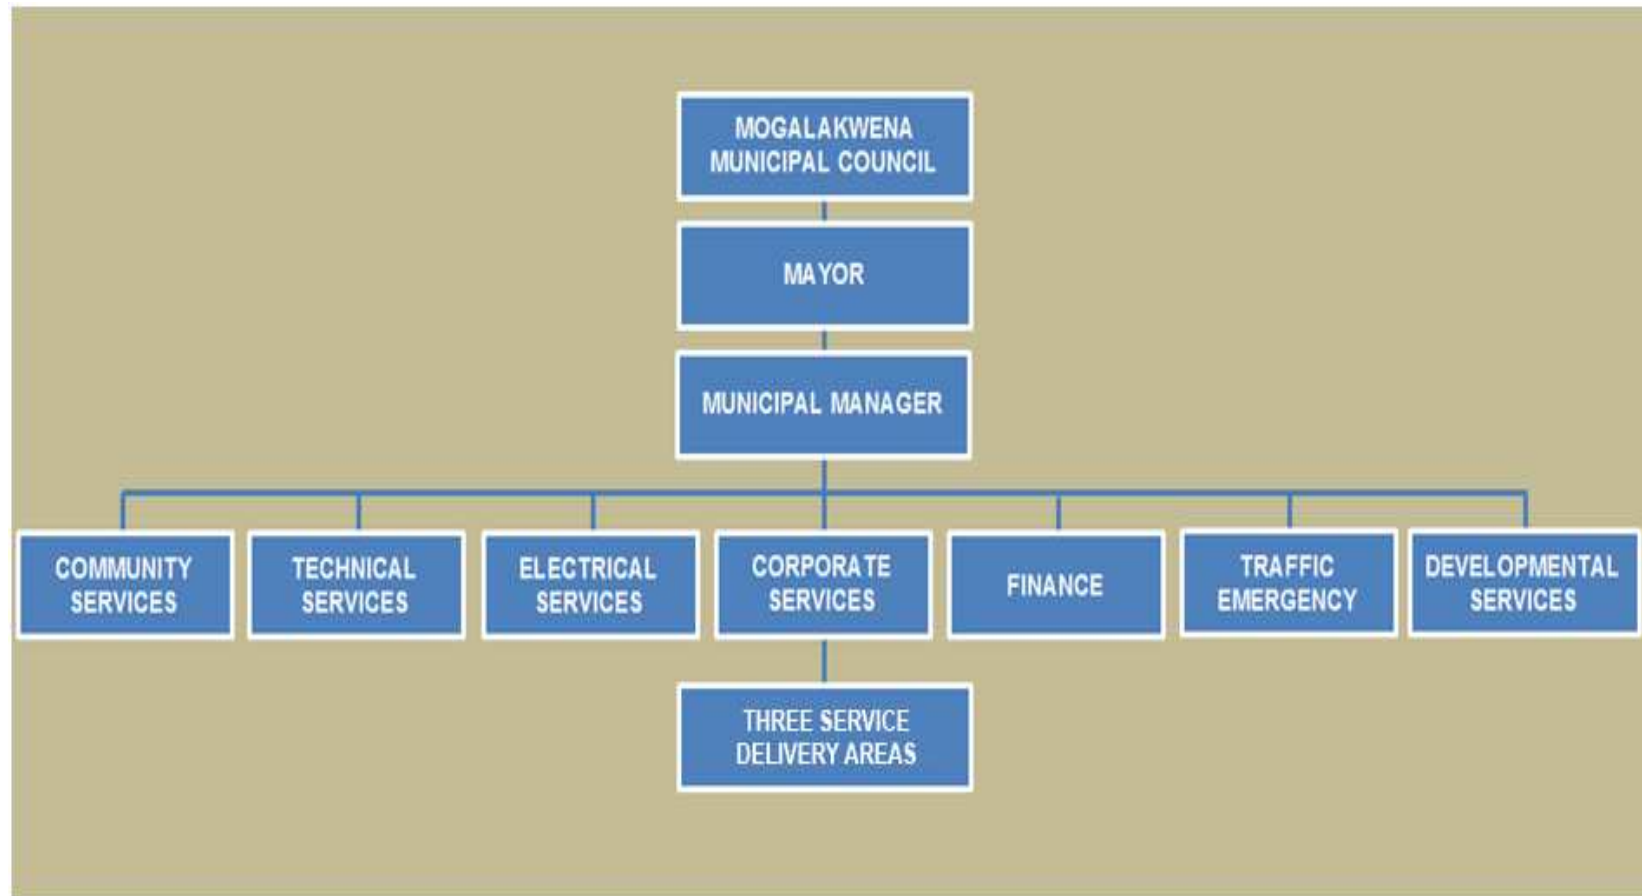 MOGALAKWENA
MUNICIPAL COUNCIL
MAYOR
MUNICIPAL MANAGER
COMMUNITY
SERVICES
TECHNICAL
SERVICES
ELECTRICAL
SERVICES
CORPORATE
SERVICES
FINANCE
TRAFFIC
EMERGENCY
DEVELOPMENTAL
SERVICES
THREE SERVICE
DELIVERY AREAS